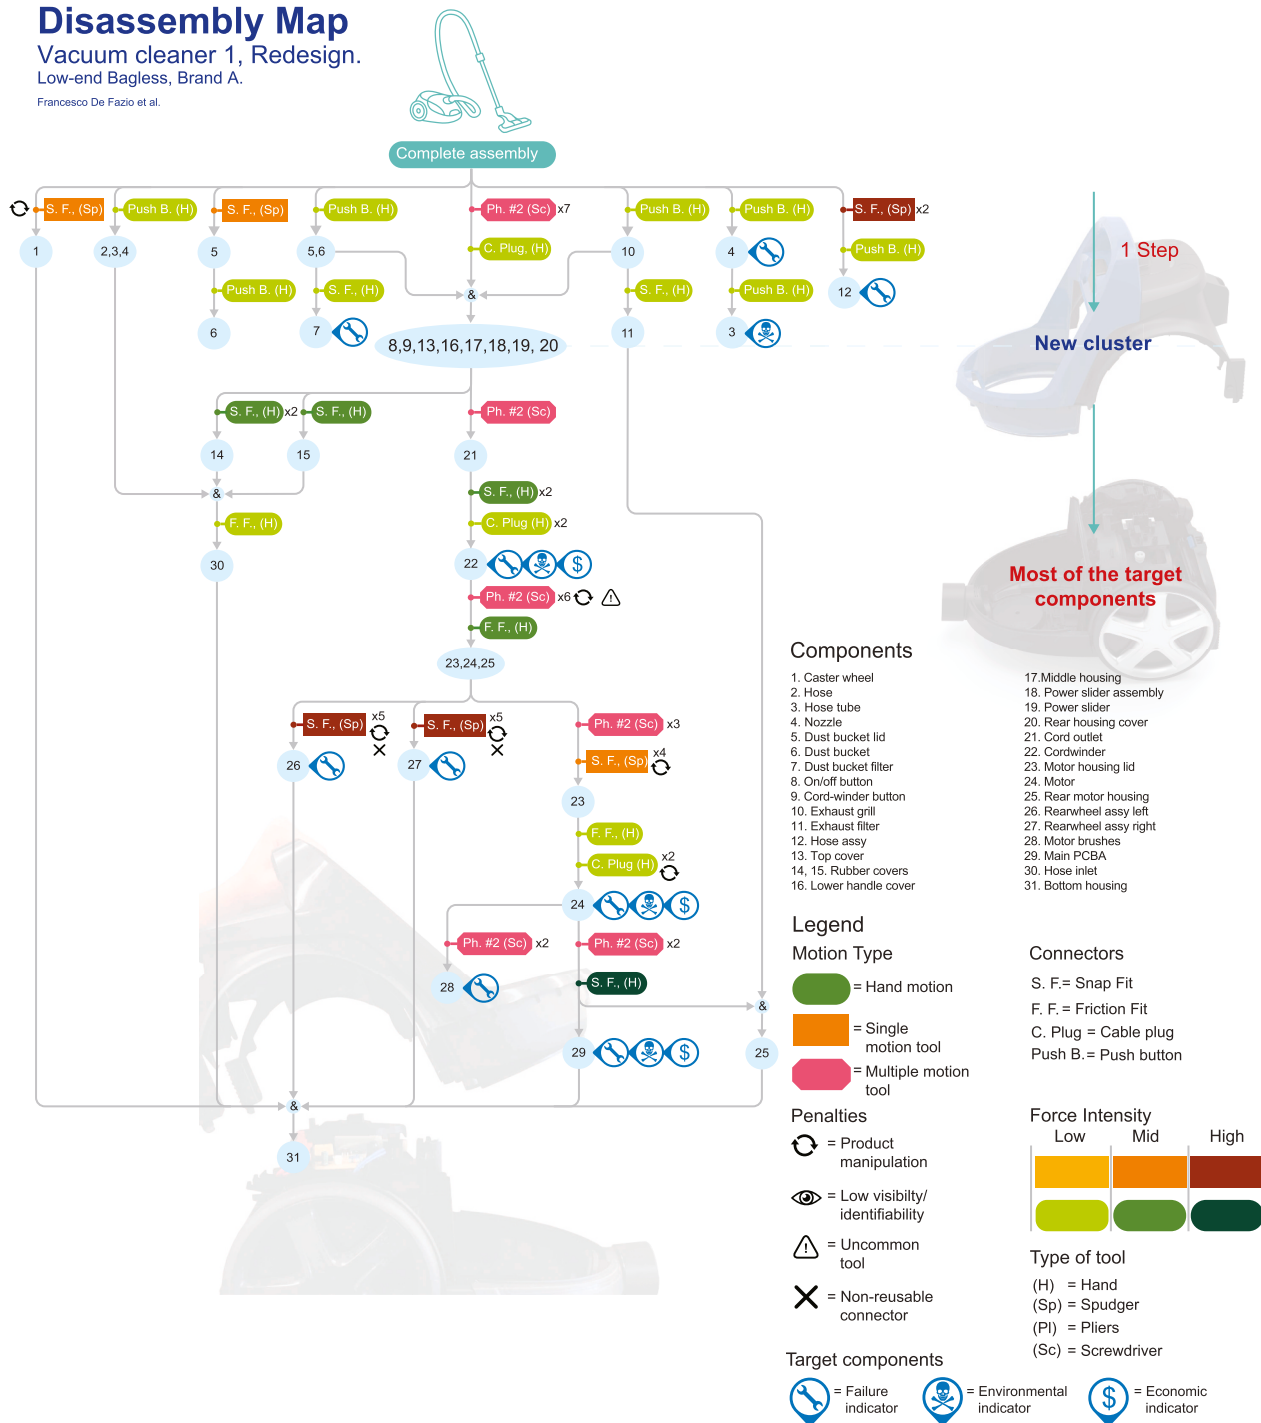 Disassembly Map
Vacuum cleaner 1, Redesign.
Low-end Bagless, Brand A.
Francesco De Fazio et al.
Complete assembly
S. F., (Sp)
Push B. (H)
S. F., (Sp)
Push B. (H)
Ph. #2 (Sc) x7
Push B. (H)
Push B. (H)
S. F., (Sp) x2
1
2,3,4
5
5,6
C. Plug, (H)
10
4
Push B. (H)
1 Step
Push B. (H)
S. F., (H)
&
S. F., (H)
Push B. (H)
12
6
7
8,9,13,16,17,18,19, 20
11
3
New cluster
S. F., (H) x2
S. F., (H)
Ph. #2 (Sc)
14
15
21
&
S. F., (H) x2
F. F., (H)
C. Plug (H) x2
30
22
$
Most of the target
components
Ph. #2 (Sc) x6
F. F., (H)
23,24,25
S. F., (Sp) x5
S. F., (Sp) x5
Ph. #2 (Sc) x3
26
27
S. F., (Sp) x4
23
F. F., (H)
C. Plug (H) x2
24
$
Ph. #2 (Sc) x2
Ph. #2 (Sc) x2
28
S. F., (H)
&
29
$
25
&
31
Components
1. Caster wheel
2. Hose
3. Hose tube
4. Nozzle
5. Dust bucket lid
6. Dust bucket
7. Dust bucket filter
8. On/off button
9. Cord-winder button
10. Exhaust grill
11. Exhaust filter
12. Hose assy
13. Top cover
14, 15. Rubber covers
16. Lower handle cover
17.Middle housing
18. Power slider assembly
19. Power slider
20. Rear housing cover
21. Cord outlet
22. Cordwinder
23. Motor housing lid
24. Motor
25. Rear motor housing
26. Rearwheel assy left
27. Rearwheel assy right
28. Motor brushes
29. Main PCBA
30. Hose inlet
31. Bottom housing
Legend
Motion Type
= Hand motion
= Single
motion tool
= Multiple motion
tool
Connectors
S. F.= Snap Fit
F. F.= Friction Fit
C. Plug = Cable plug
Push B.= Push button
Penalties
= Product
manipulation
= Low visibilty/
identifiability
= Uncommon
tool
= Non-reusable
connector
Force Intensity
Low Mid High
Type of tool
(H) = Hand
(Sp) = Spudger
(Pl) = Pliers
(Sc) = Screwdriver
Target components
= Failure
indicator
= Environmental
indicator
$ = Economic
indicator